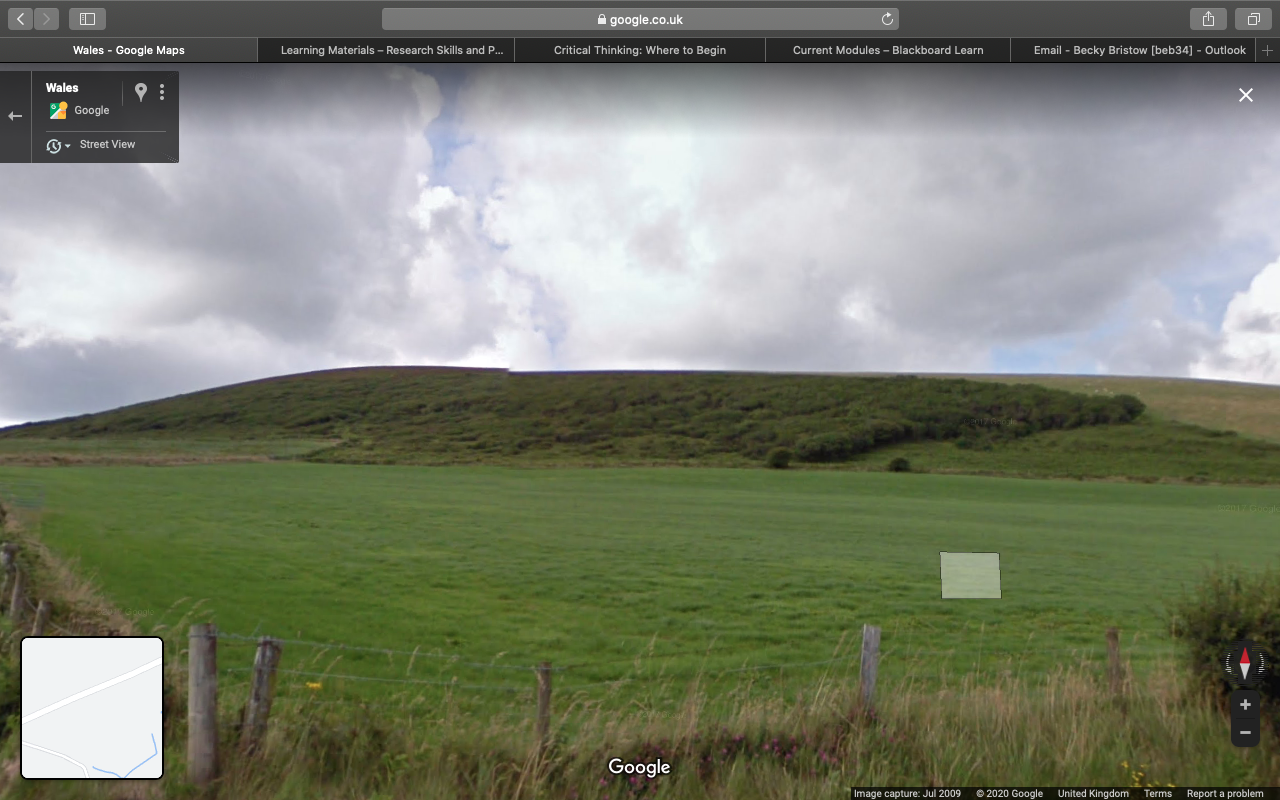 google.co.uk
Wales - Google Maps
Learning Materials – Research Skills and P...
Critical Thinking: Where to Begin
Current Modules – Blackboard Learn
Email - Becky Bristow [beb34] - Outlook
Wales
Google
Street View
Google
Image capture: Jul 2009 © 2020 Google United Kingdom Terms Report a problem